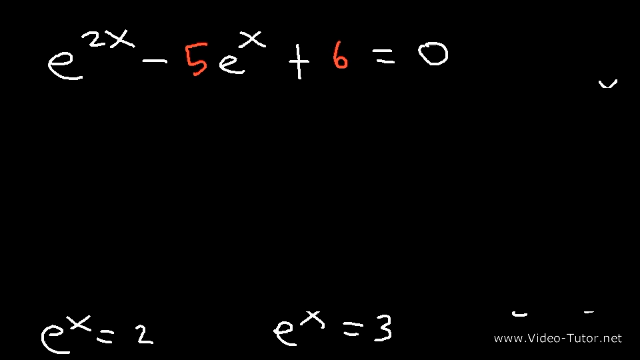 e^{2x} - 5e^x + 6 = 0
e^x = 2 e^x = 3
www.Video-Tutor.net